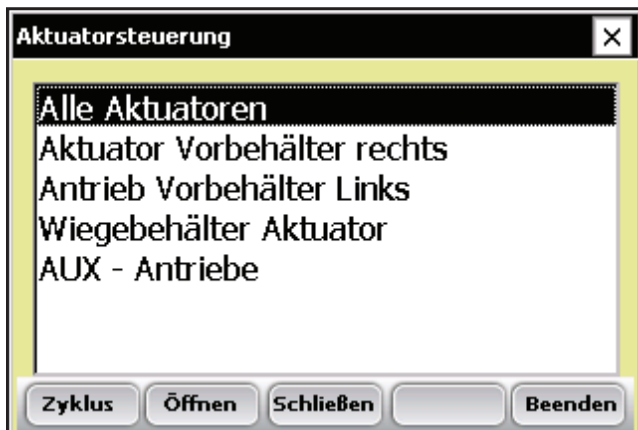 Aktuatorsteuerung
Alle Aktuatoren
Aktuator Vorbehälter rechts
Antrieb Vorbehälter Links
Wiegebehälter Aktuator
AUX - Antriebe
Zyklus Öffnen Schließen Beenden